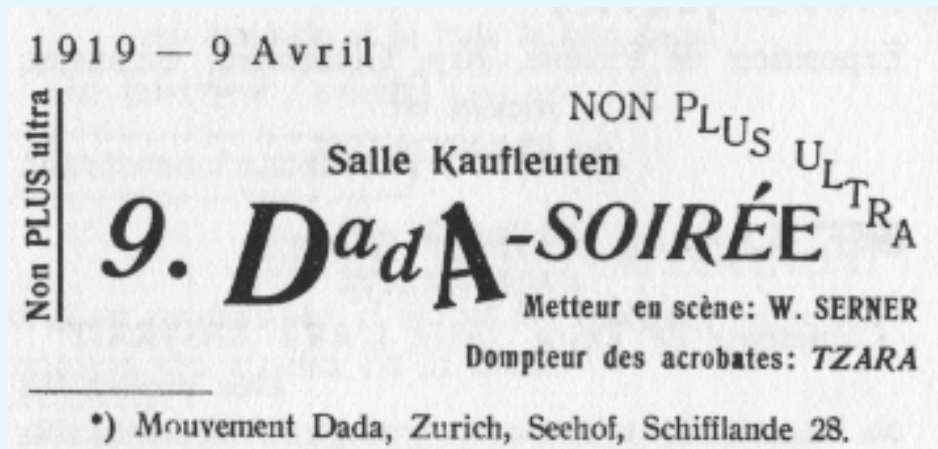 1919 — 9 Avril
Non PLUS ultra
NON PLUS ULTRA
Salle Kaufleuten
9. DadA-SOIRÉE
Metteur en scène: W. SERNER
Dompteur des acrobates: TZARA
*) Mouvement Dada, Zurich, Seehof, Schifflande 28.